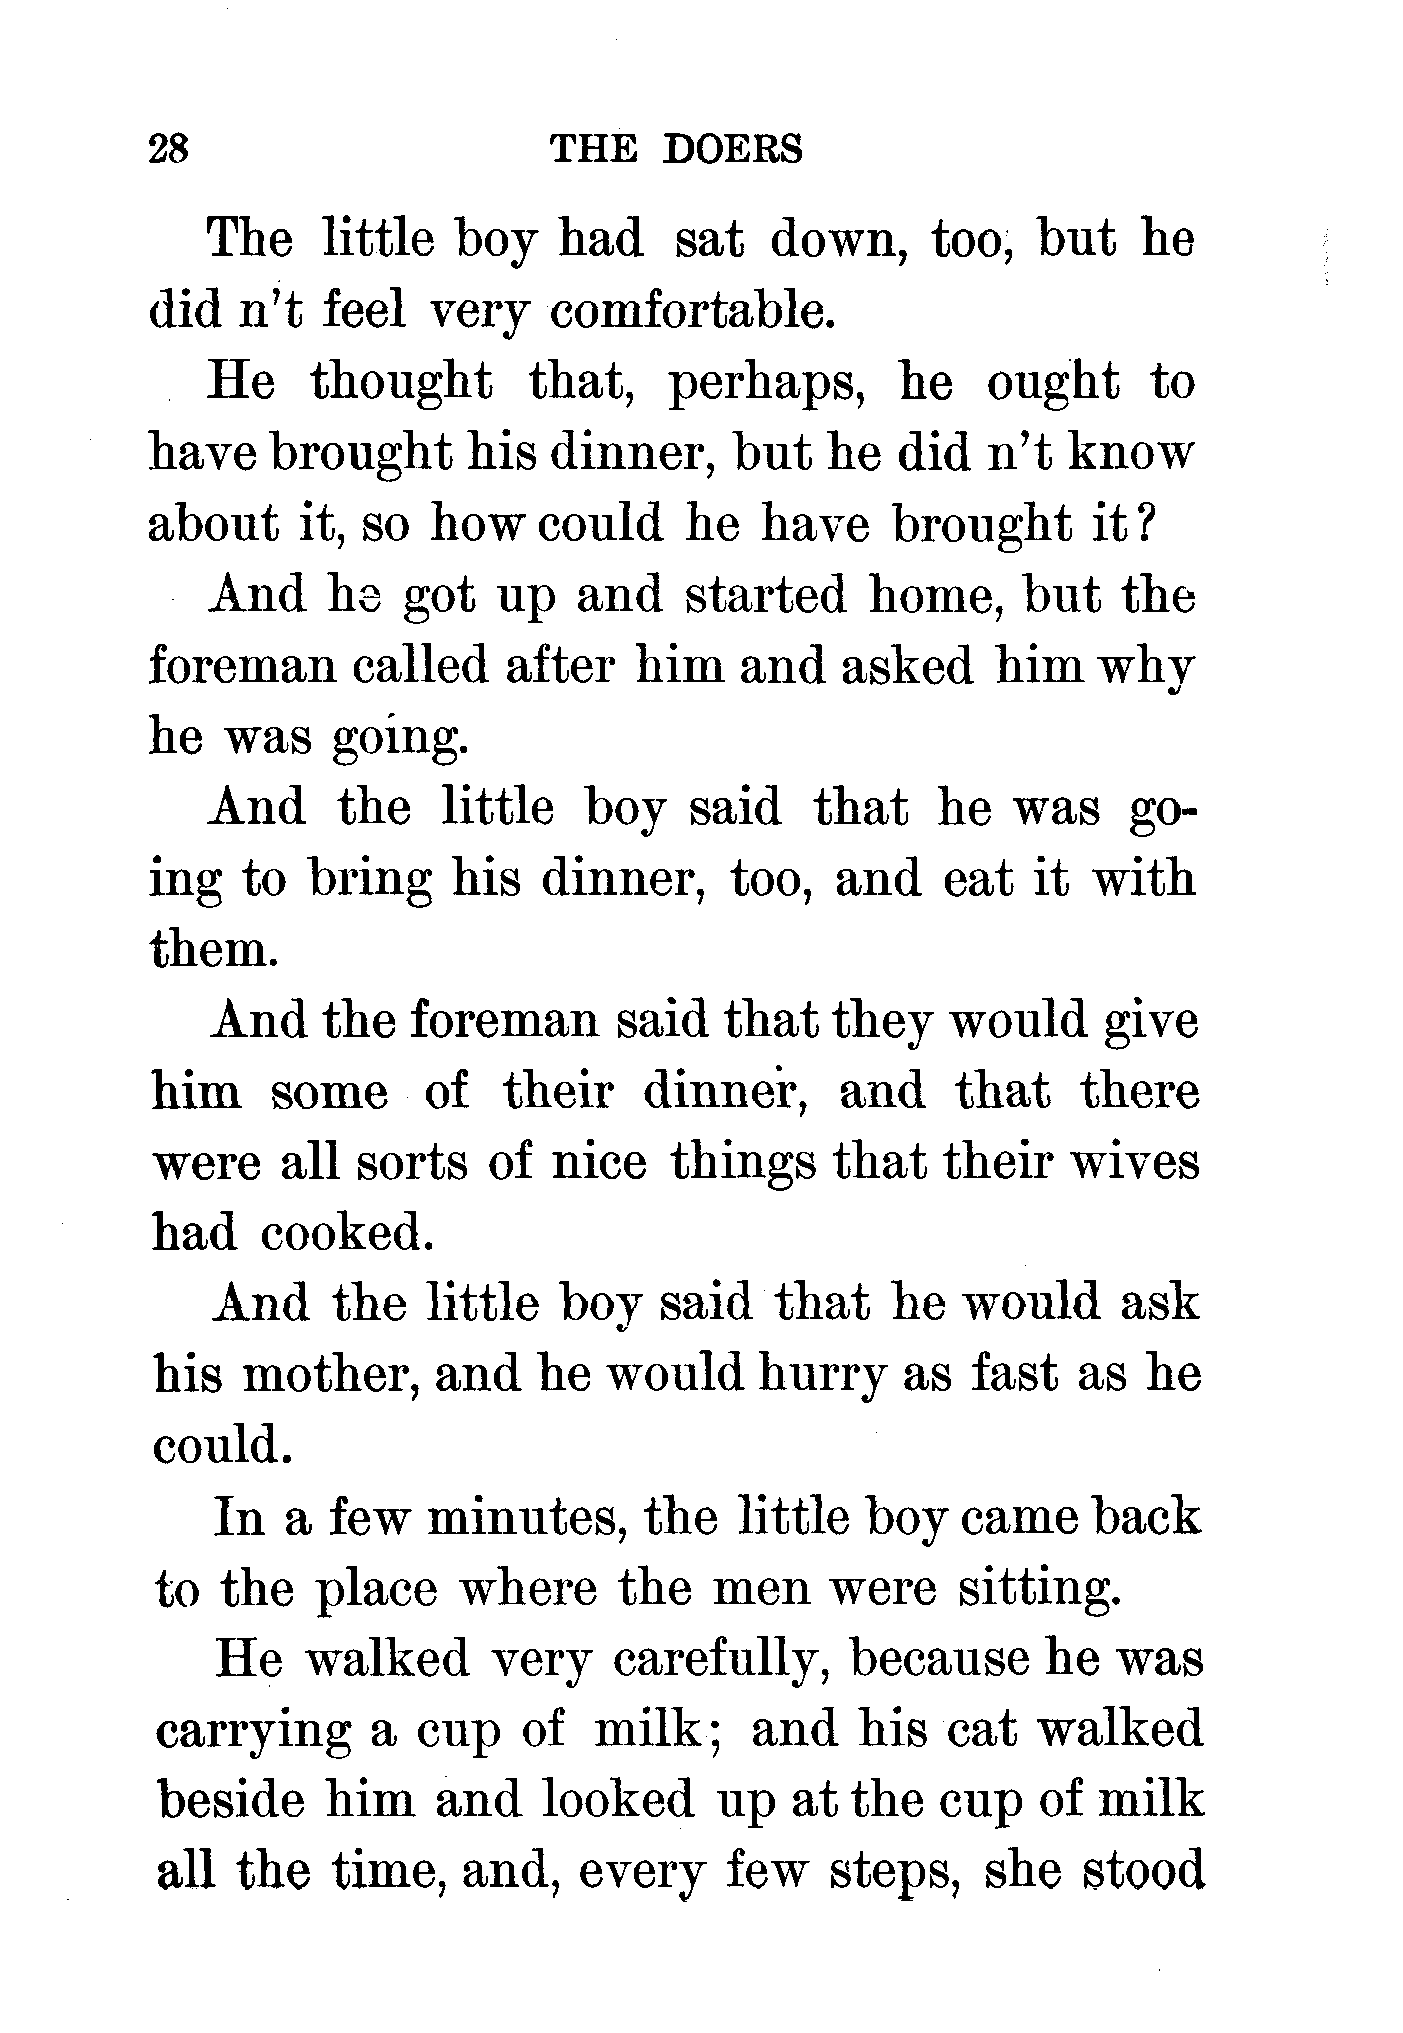 28 THE DOERS
The little boy had sat down, too, but he
did n't feel very comfortable.
He thought that, perhaps, he ought to
have brought his dinner, but he did n't know
about it, so how could he have brought it?
And he got up and started home, but the
foreman called after him and asked him why
he was going.
And the little boy said that he was go-
ing to bring his dinner, too, and eat it with
them.
And the foreman said that they would give
him some of their dinner, and that there
were all sorts of nice things that their wives
had cooked.
And the little boy said that he would ask
his mother, and he would hurry as fast as he
could.
In a few minutes, the little boy came back
to the place where the men were sitting.
He walked very carefully, because he was
carrying a cup of milk; and his cat walked
beside him and looked up at the cup of milk
all the time, and, every few steps, she stood